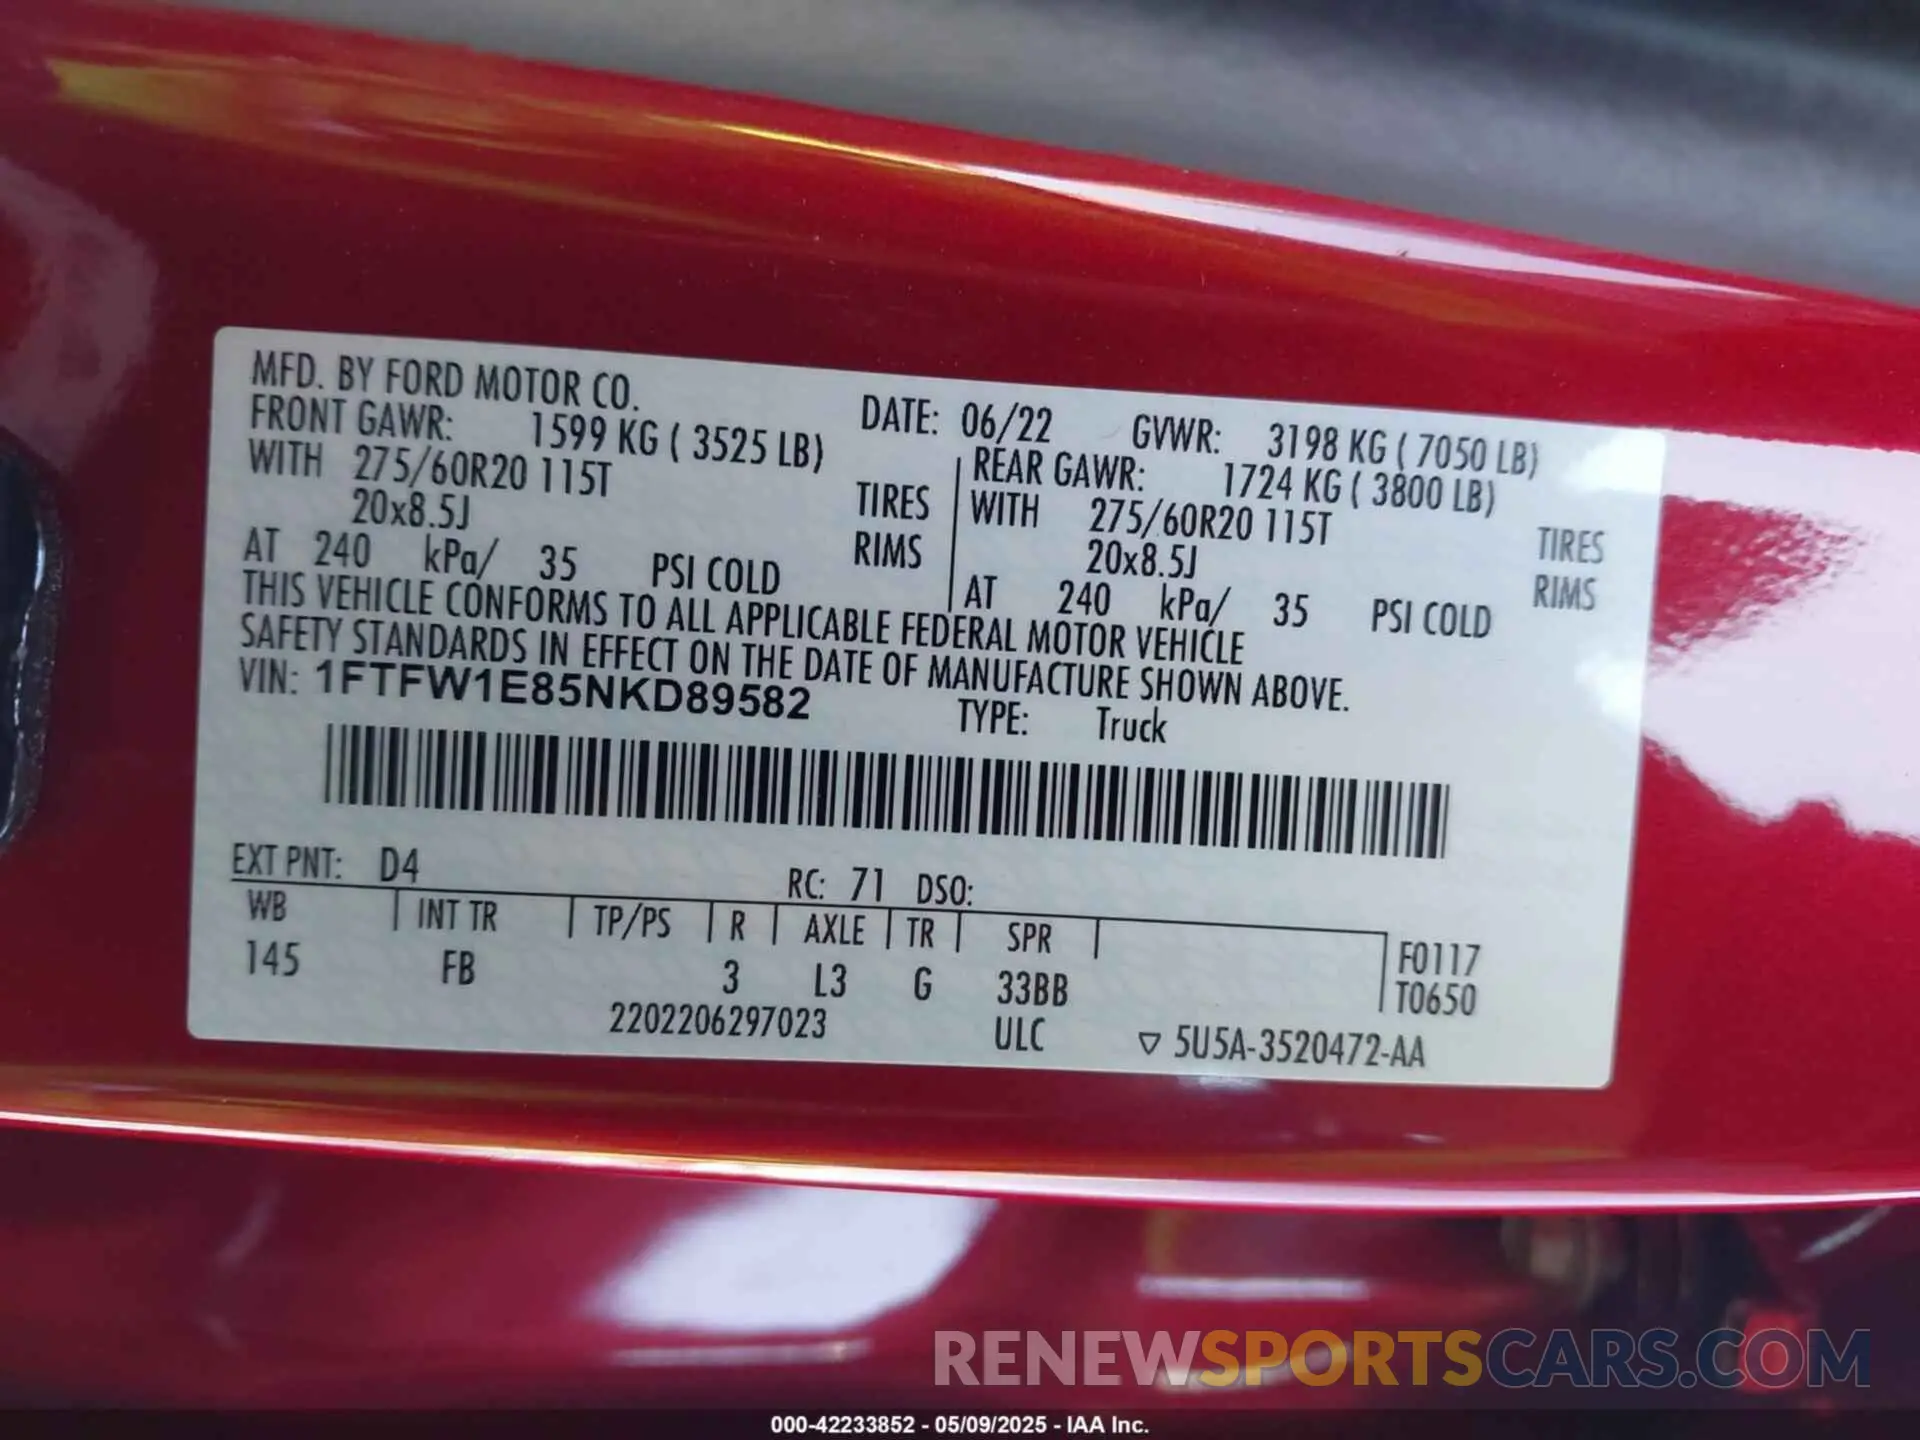 MFD. BY FORD MOTOR CO. DATE: 06/22 GVWR: 3198 KG ( 7050 LB)
FRONT GAWR: 1599 KG ( 3525 LB) REAR GAWR: 1724 KG ( 3800 LB)
WITH 275/60R20 115T TIRES WITH 275/60R20 115T TIRES
20x8.5J RIMS 20x8.5J RIMS
AT 240 kPa/ 35 PSI COLD AT 240 kPa/ 35 PSI COLD
THIS VEHICLE CONFORMS TO ALL APPLICABLE FEDERAL MOTOR VEHICLE
SAFETY STANDARDS IN EFFECT ON THE DATE OF MANUFACTURE SHOWN ABOVE.
VIN: 1FTFW1E85NKD89582 TYPE: Truck
EXT PNT: D4 RC: 71 DSO:
WB INT TR TP/PS R AXLE TR SPR F0117
145 FB 3 L3 G 33BB T0650
2202206297023 ULC ▽ 5U5A-3520472-AA
RENEWSPORTSCARS.COM
000-42233852 - 05/09/2025 - IAA Inc.